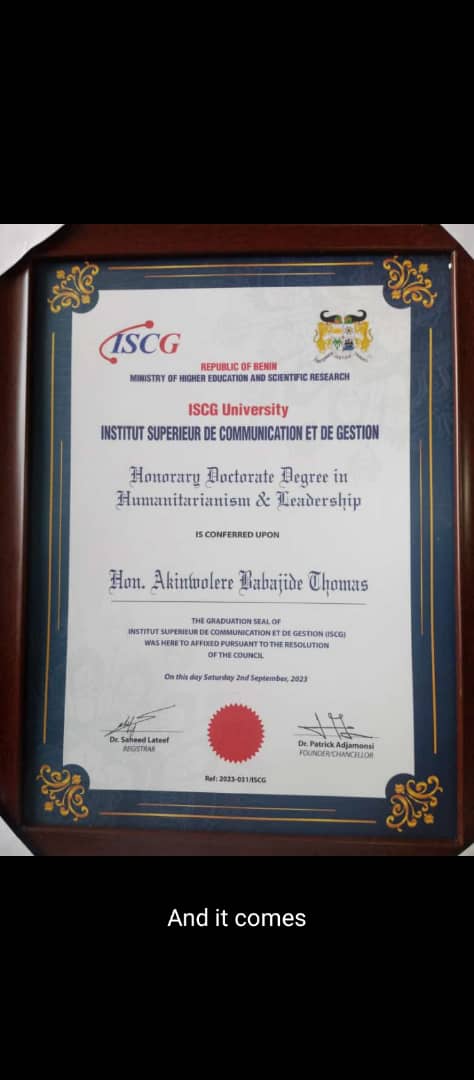 ISCG
REPUBLIC OF BENIN
MINISTRY OF HIGHER EDUCATION AND SCIENTIFIC RESEARCH
ISCG University
INSTITUT SUPERIEUR DE COMMUNICATION ET DE GESTION
Honorary Doctorate Degree in
Humanitarianism & Leadership
IS CONFERRED UPON
Hon. Akinwolere Babajide Thomas
THE GRADUATION SEAL OF
INSTITUT SUPERIEUR DE COMMUNICATION ET DE GESTION (ISCG)
WAS HERE TO AFFIXED PURSUANT TO THE RESOLUTION
OF THE COUNCIL
On this day Saturday 2nd September, 2023
Dr. Saheed Lateef
REGISTRAR
Dr. Patrick Adjamonsi
FOUNDER/CHANCELLOR
Ref: 2023-031/ISCG
And it comes